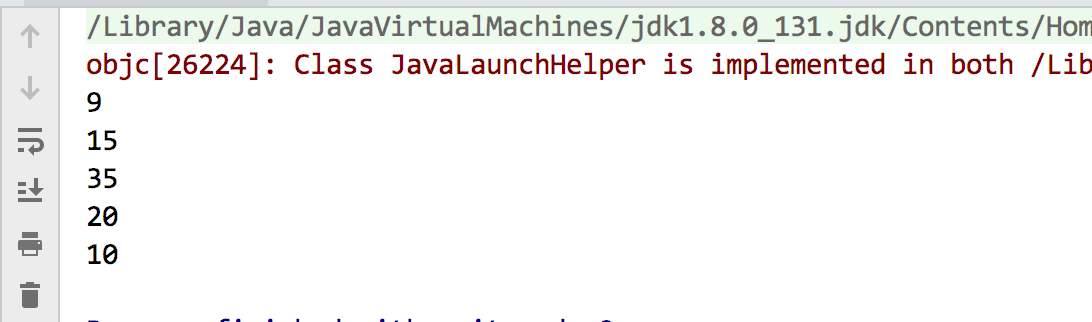 /Library/Java/JavaVirtualMachines/jdk1.8.0_131.jdk/Contents/Hom
objc[26224]: Class JavaLaunchHelper is implemented in both /Lib
9
15
35
20
10